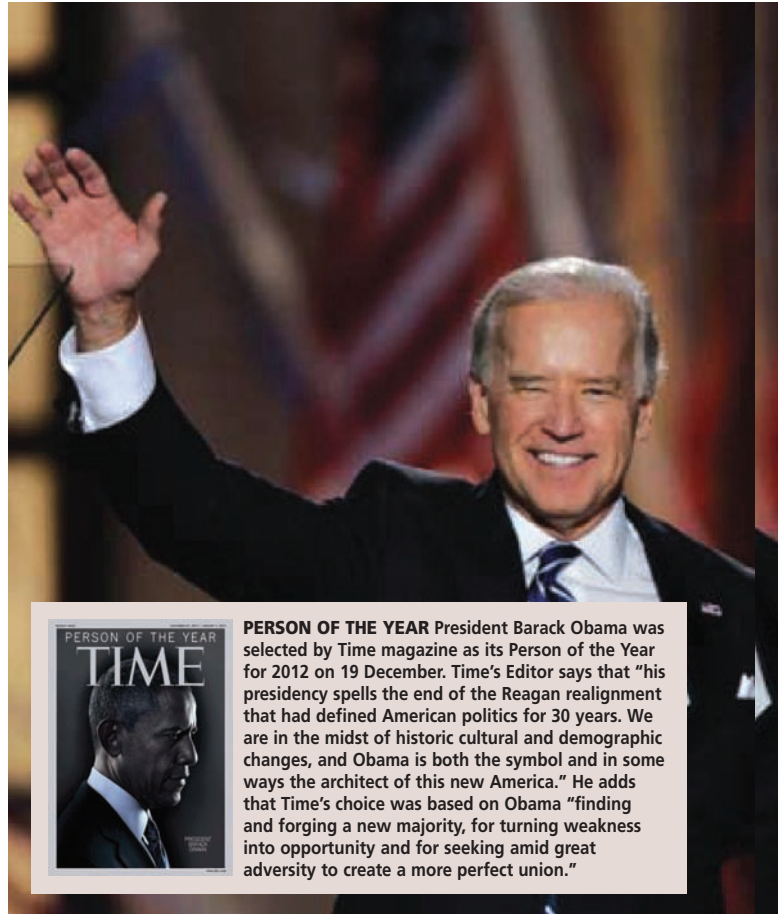 PERSON OF THE YEAR
TIME
PRESIDENT
BARACK
OBAMA
PERSON OF THE YEAR President Barack Obama was
selected by Time magazine as its Person of the Year
for 2012 on 19 December. Time’s Editor says that “his
presidency spells the end of the Reagan realignment
that had defined American politics for 30 years. We
are in the midst of historic cultural and demographic
changes, and Obama is both the symbol and in some
ways the architect of this new America.” He adds
that Time’s choice was based on Obama “finding
and forging a new majority, for turning weakness
into opportunity and for seeking amid great
adversity to create a more perfect union.”